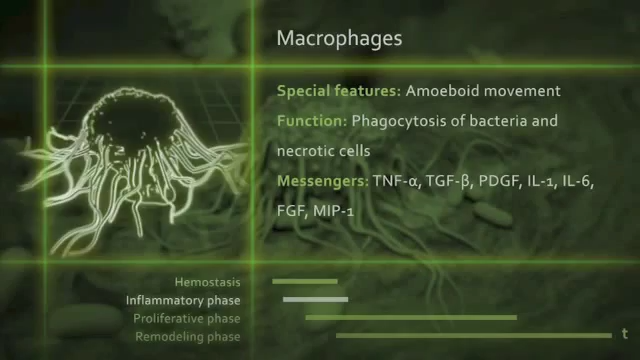 Macrophages
Special features: Amoeboid movement
Function: Phagocytosis of bacteria and
necrotic cells
Messengers: TNF-α, TGF-β, PDGF, IL-1, IL-6,
FGF, MIP-1
Hemostasis
Inflammatory phase
Proliferative phase
Remodeling phase
t